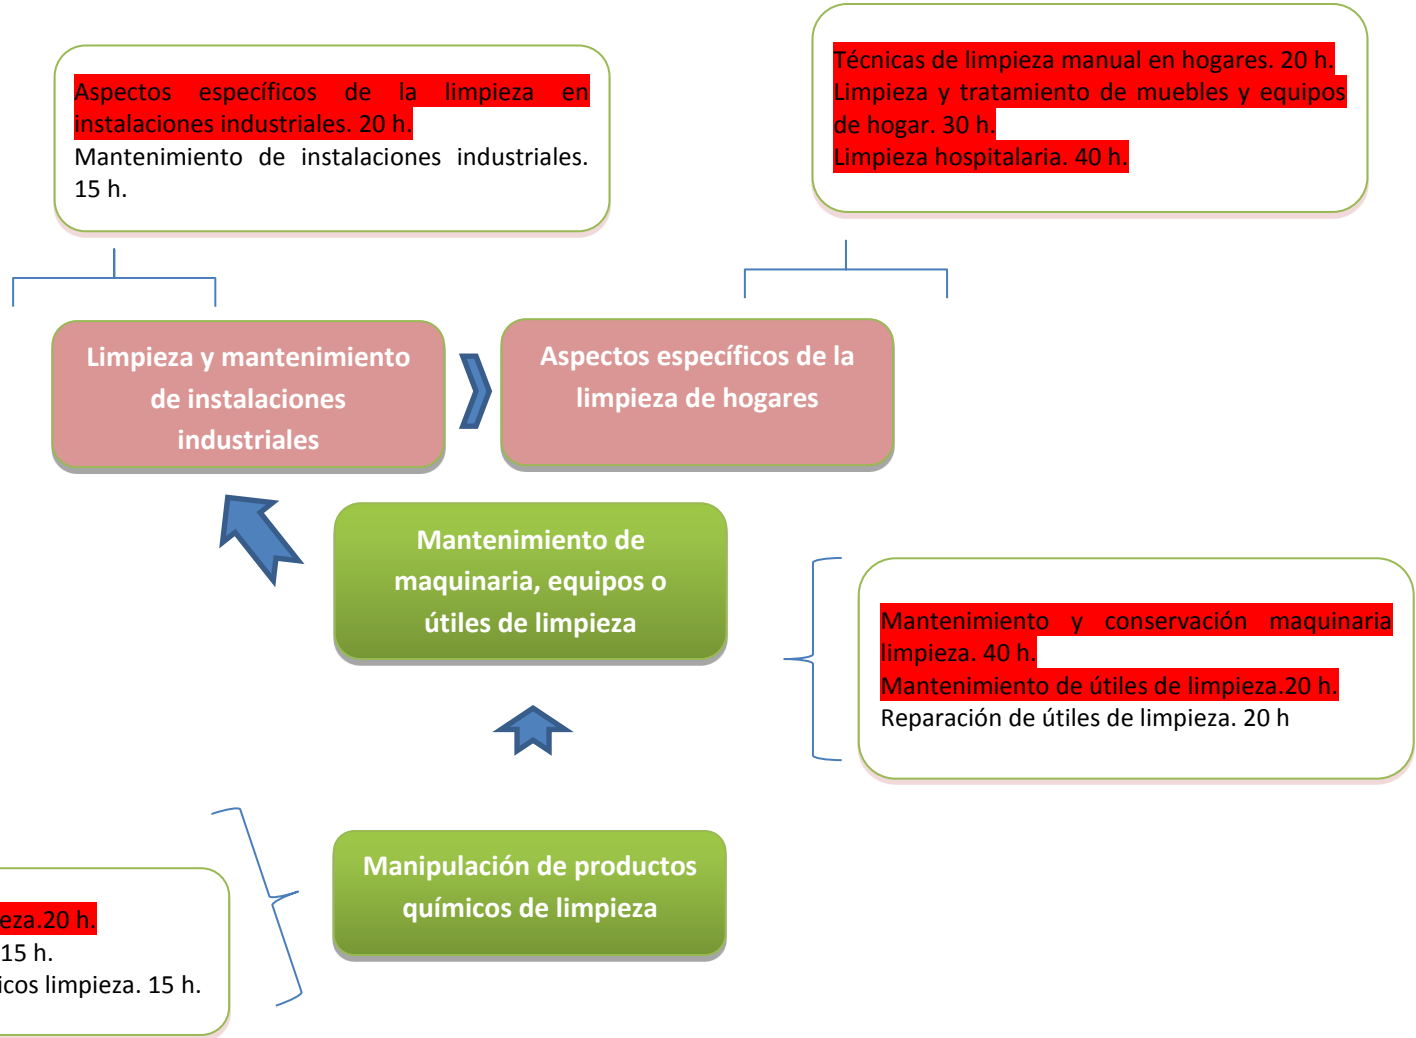 Técnicas de limpieza manual en hogares. 20 h.
Limpieza y tratamiento de muebles y equipos
de hogar. 30 h.
Limpieza hospitalaria. 40 h.
Aspectos específicos de la limpieza en
instalaciones industriales. 20 h.
Mantenimiento de instalaciones industriales.
15 h.
Limpieza y mantenimiento
de instalaciones
industriales
Aspectos específicos de la
limpieza de hogares
Mantenimiento de
maquinaria, equipos o
útiles de limpieza
Mantenimiento y conservación maquinaria
limpieza. 40 h.
Mantenimiento de útiles de limpieza.20 h.
Reparación de útiles de limpieza. 20 h
Manipulación de productos
químicos de limpieza
eza.20 h.
15 h.
icos limpieza. 15 h.